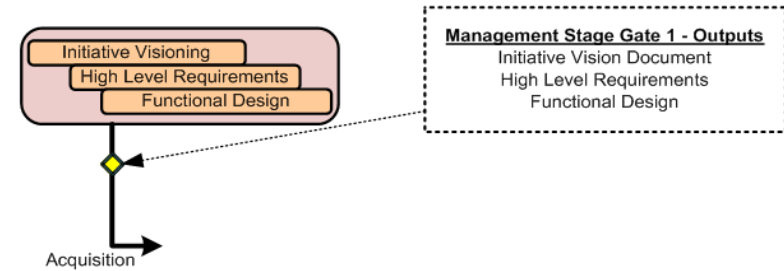 Initiative Visioning
High Level Requirements
Functional Design
Management Stage Gate 1 - Outputs
Initiative Vision Document
High Level Requirements
Functional Design
Acquisition